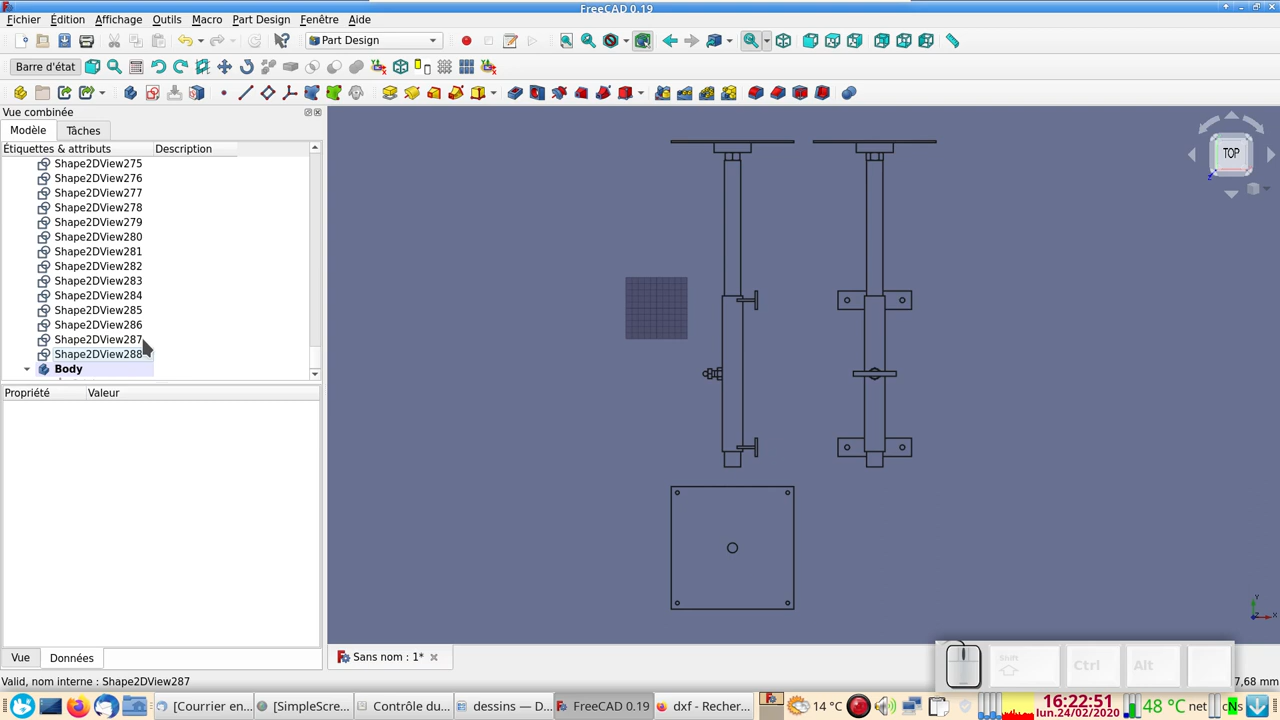 FreeCAD 0.19
Fichier Édition Affichage Outils Macro Part Design Fenêtre Aide
Part Design
Barre d'état
Vue combinée
Modèle Tâches
Étiquettes & attributs Description
Shape2DView275
Shape2DView276
Shape2DView277
Shape2DView278
Shape2DView279
Shape2DView280
Shape2DView281
Shape2DView282
Shape2DView283
Shape2DView284
Shape2DView285
Shape2DView286
Shape2DView287
Shape2DView288
Body
Propriété Valeur
TOP
Y
X
Z
Vue Données
Sans nom : 1*
Shift
Ctrl
Alt
Valid, nom interne : Shape2DView287
7,68 mm
[Courrier en...
[SimpleScre...
Contrôle du...
dessins — D...
FreeCAD 0.19
dxf - Recher...
14 °C
16:22:51
lun.24/02/2020
48 °C
net
cNs